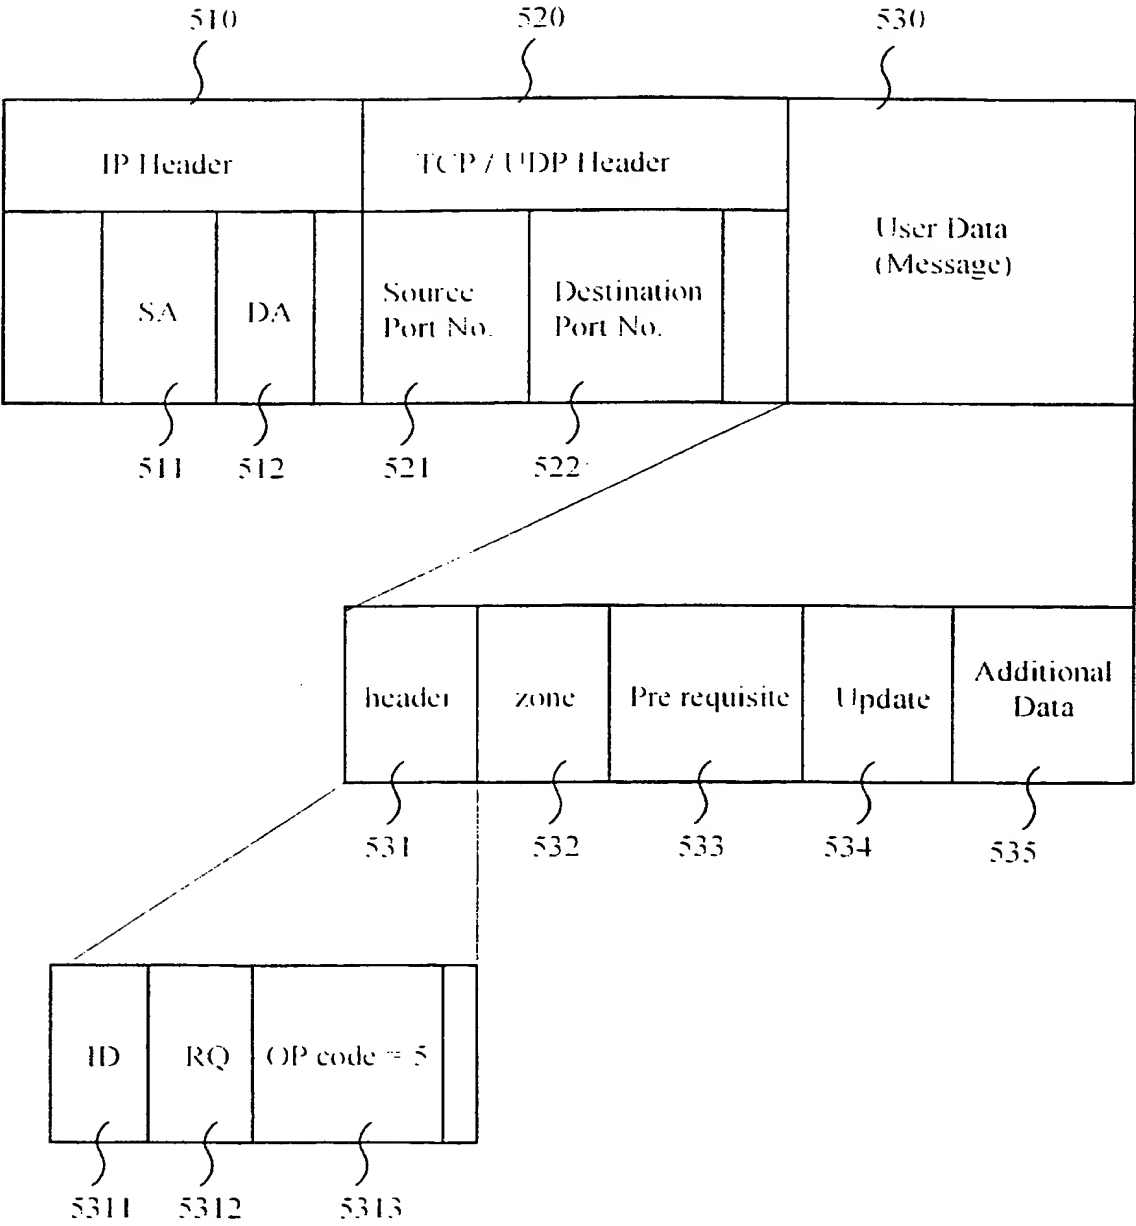 510
520
530
IP Header
TCP / UDP Header
User Data
(Message)
SA
DA
Source
Port No.
Destination
Port No.
511
512
521
522
header
zone
Pre requisite
Update
Additional
Data
531
532
533
534
535
ID
RQ
OP code = 5
5311
5312
5313